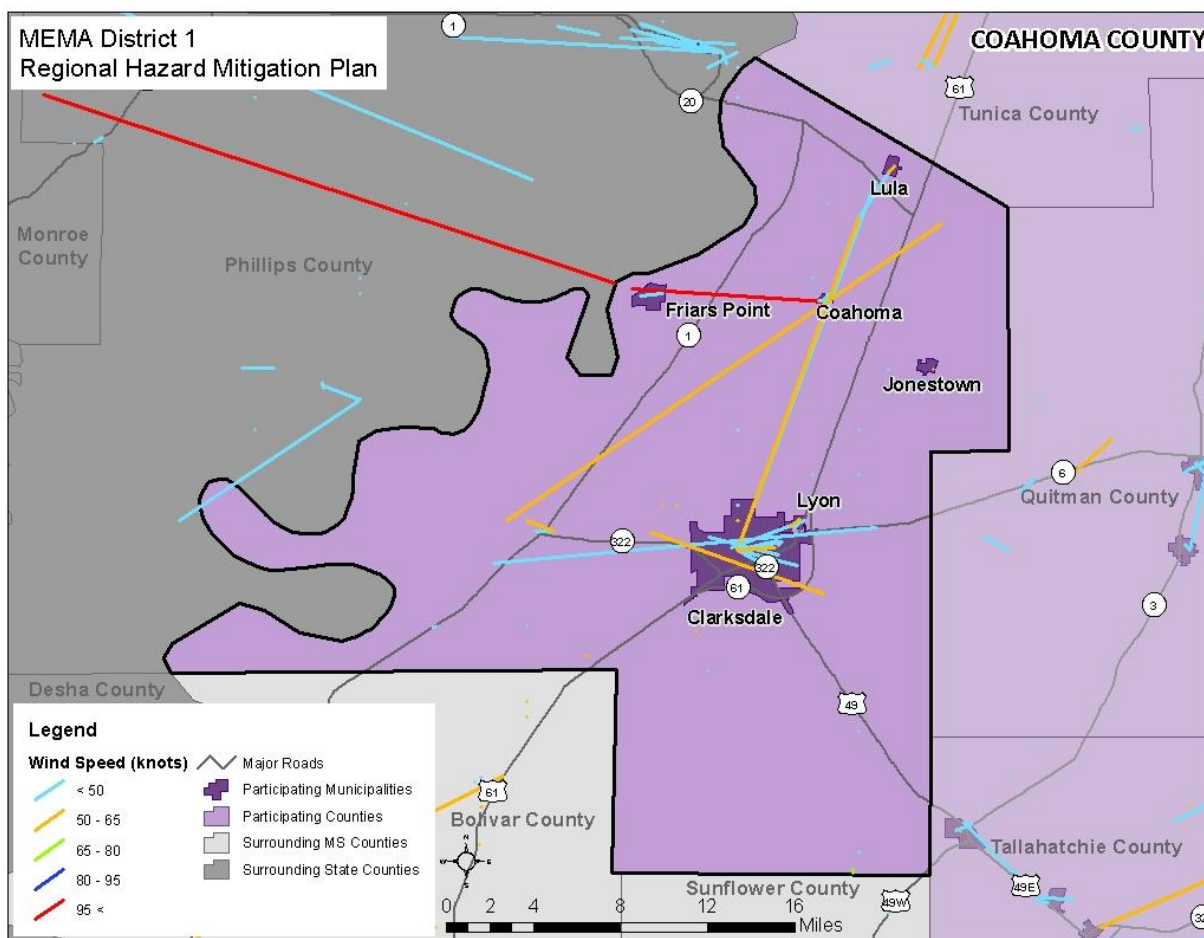 MEMA District 1
Regional Hazard Mitigation Plan
COAHOMA COUNTY
1
20
61
Tunica County
Lula
Monroe
County
Phillips County
Friars Point
Coahoma
1
Jonestown
6
Quitman County
Lyon
322
322
61
3
Clarksdale
Desha County
49
Legend
Wind Speed (knots)
< 50
50 - 65
65 - 80
80 - 95
95 <
Major Roads
Participating Municipalities
Participating Counties
Surrounding MS Counties
Surrounding State Counties
61
Bolivar County
N
W
E
S
Tallahatchie County
Sunflower County
49E
49W
32
0 2 4 8 12 16
Miles